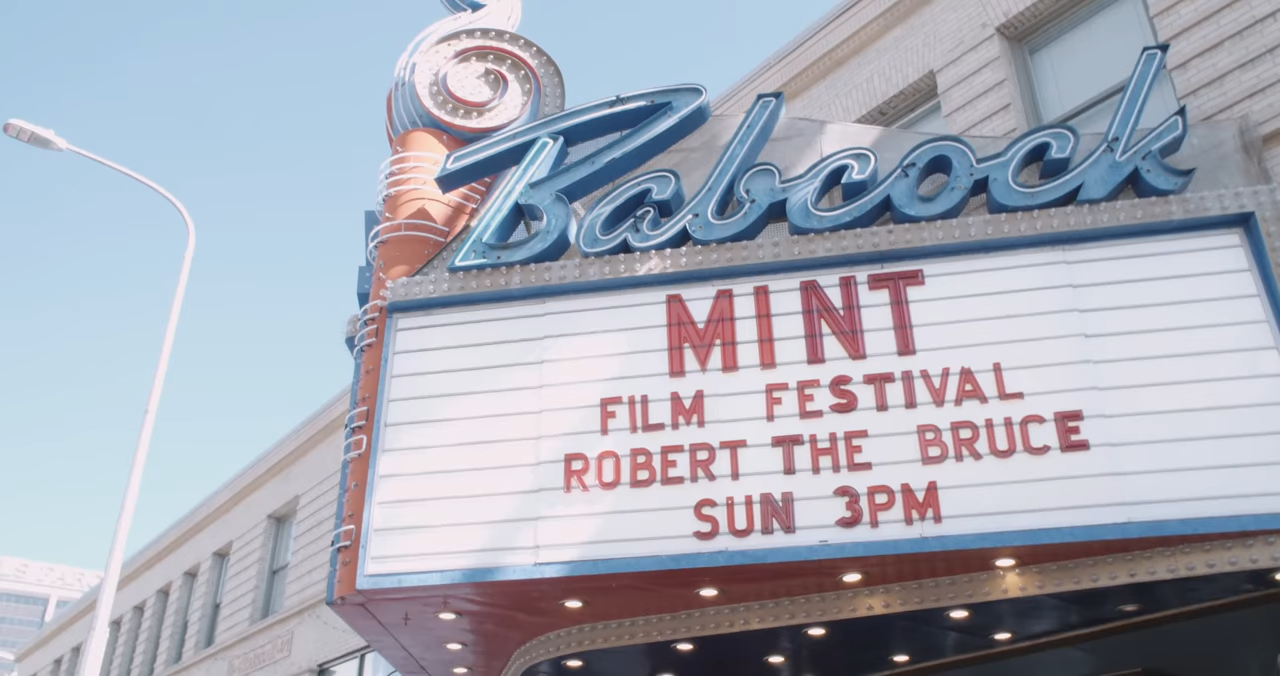 Babcock
MINT
FILM FESTIVAL
ROBERT THE BRUCE
SUN 3PM